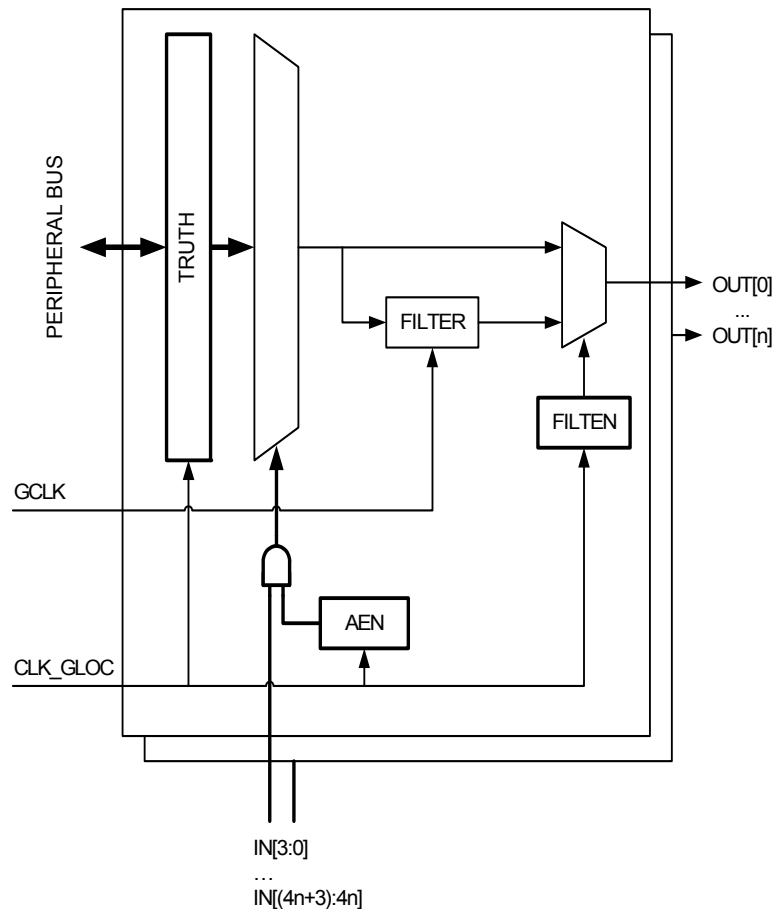 PERIPHERAL BUS
TRUTH
FILTER
OUT[0]
...
OUT[n]
FILTEN
GCLK
AEN
CLK_GLOC
IN[3:0]
...
IN[(4n+3):4n]